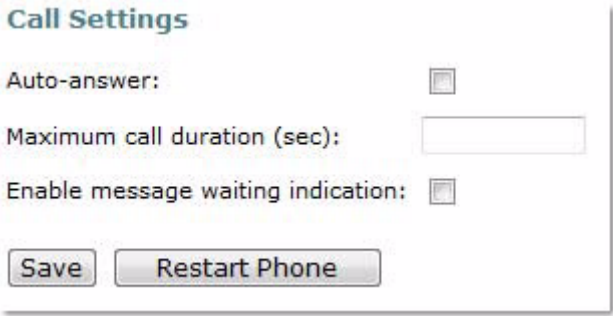 Call Settings
Auto-answer:
Maximum call duration (sec):
Enable message waiting indication:
Save Restart Phone